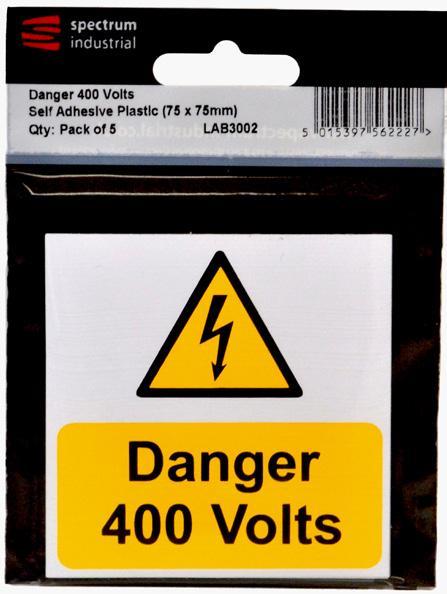 spectrum
industrial
Danger 400 Volts
Self Adhesive Plastic (75 x 75mm)
Qty: Pack of 5 LAB3002
5 015397 562227 >
Danger
400 Volts